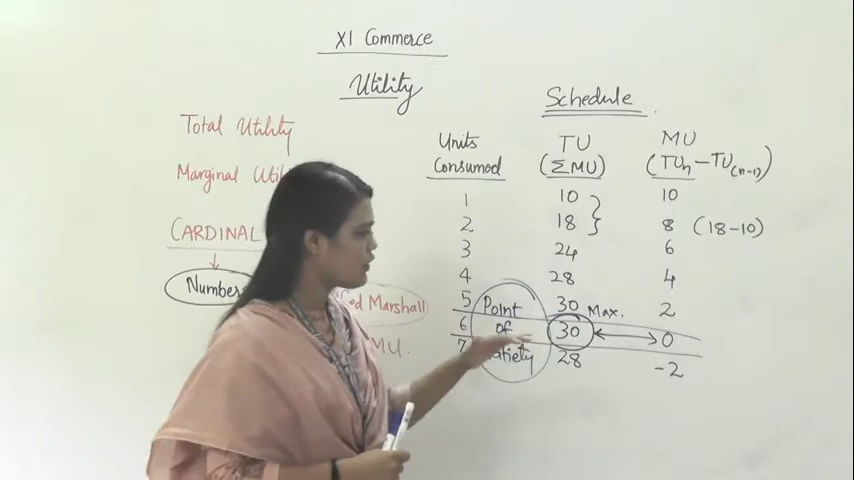 XI Commerce
Utility
Schedule
Total Utility
Marginal
CARDINAL
↓
Numbers
Marshall
MU.
Units Consumed TU (ΣMU) MU (TUn-TU(n-1))
1 10 10
2 18 8 (18-10)
3 24 6
4 28 4
5 30 Max. 2
6 30 0
7 28 -2
Point
of